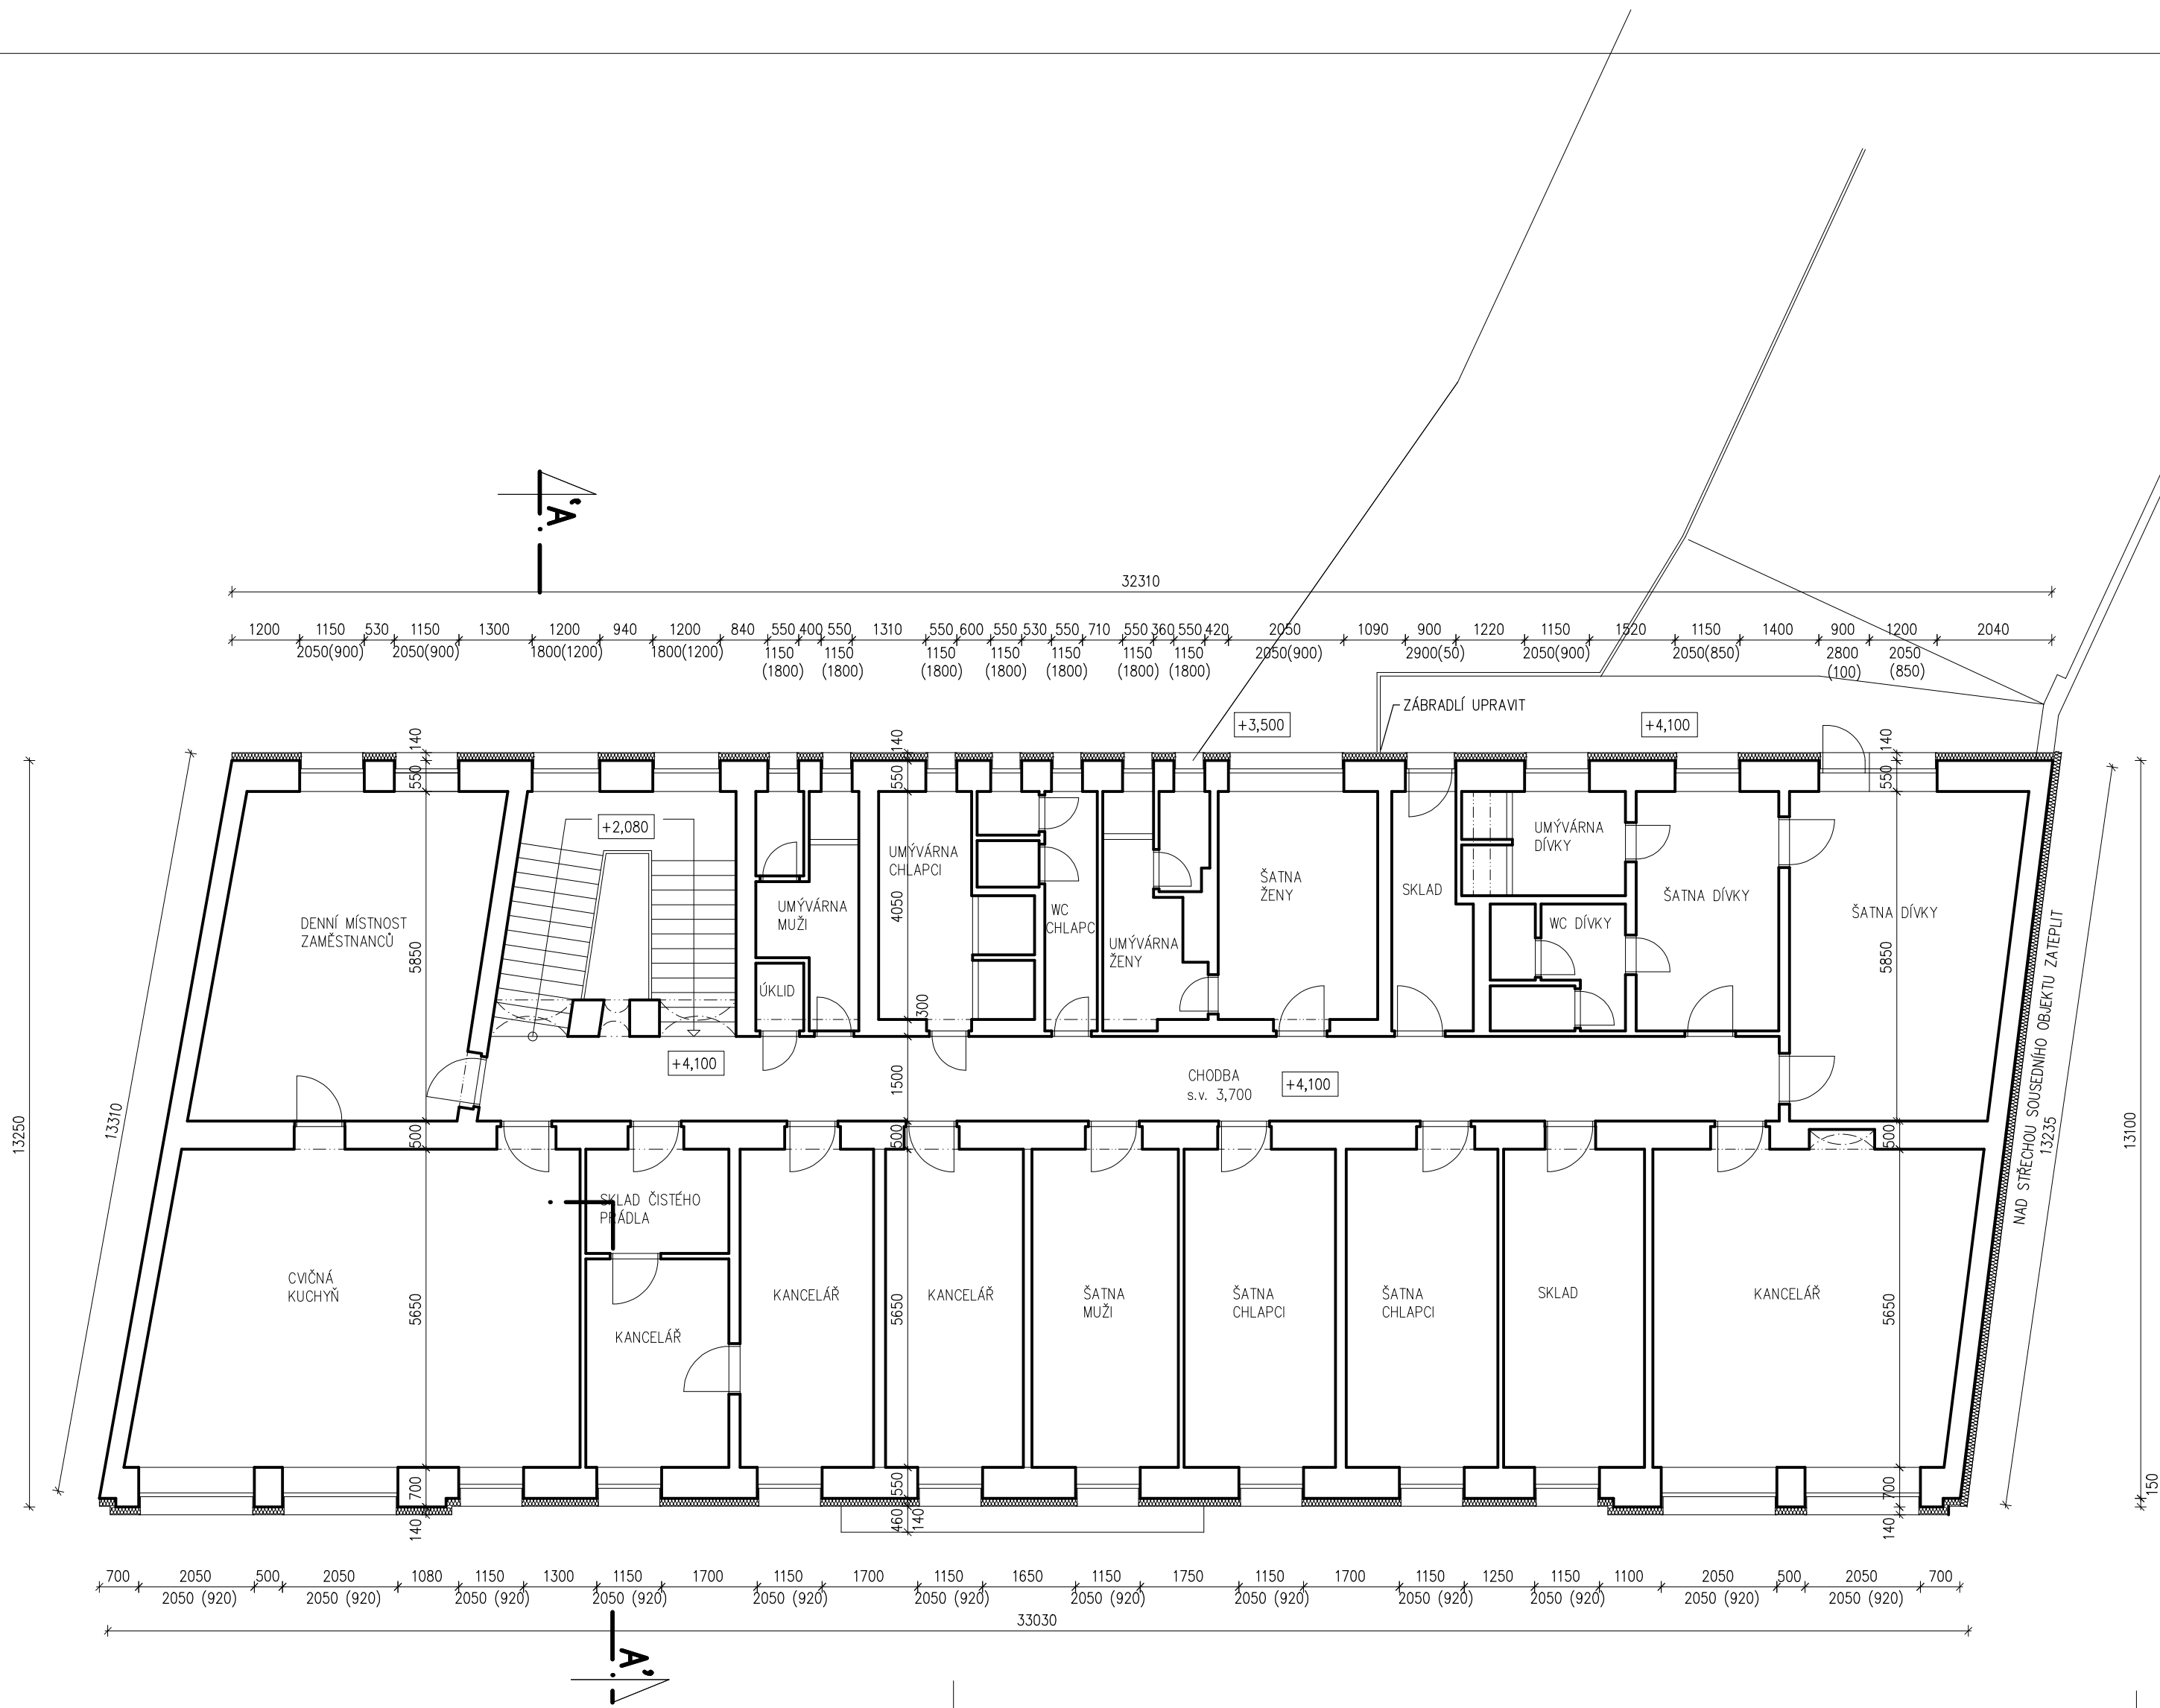 A'
32310
1200 1150 530 1150 1300 1200 940 1200 840 550 400 550 1310 550 600 550 530 550 710 550 360 550 420 2050 1090 900 1220 1150 1520 1150 1400 900 1200 2040
2050(900) 2050(900) 1800(1200) 1800(1200) 1150 1150 1150 1150 1150 1150 1150 2050(900) 2900(50) 2050(900) 2050(850) 2800 2050
(1800) (1800) (1800) (1800) (1800) (1800) (1800) (100) (850)
ZÁBRADLÍ UPRAVIT
+3,500
+4,100
140
140
140
550
550
550
+2,080
UMÝVÁRNA
DÍVKY
UMÝVÁRNA
CHLAPCI
ŠATNA
ŽENY
SKLAD
ŠATNA DÍVKY
ŠATNA DÍVKY
UMÝVÁRNA
MUŽI
4050
WC
CHLAPC
WC DÍVKY
DENNÍ MÍSTNOST
ZAMĚSTNANCŮ
UMÝVÁRNA
ŽENY
5850
5850
ÚKLID
300
+4,100
1500
CHODBA
s.v. 3,700
+4,100
NAD STŘECHOU SOUSEDNÍHO OBJEKTU ZATEPLIT
13250
13310
13235
13100
500
500
500
SKLAD ČISTÉHO
PRÁDLA
CVIČNÁ
KUCHYŇ
KANCELÁŘ
KANCELÁŘ
KANCELÁŘ
ŠATNA
MUŽI
ŠATNA
CHLAPCI
ŠATNA
CHLAPCI
SKLAD
KANCELÁŘ
5650
5650
5650
700
550
700
150
140
460
140
140
700 2050 500 2050 1080 1150 1300 1150 1700 1150 1700 1150 1650 1150 1750 1150 1700 1150 1250 1150 1100 2050 500 2050 700
2050 (920) 2050 (920) 2050 (920) 2050 (920) 2050 (920) 2050 (920) 2050 (920) 2050 (920) 2050 (920) 2050 (920) 2050 (920) 2050 (920)
33030
A'